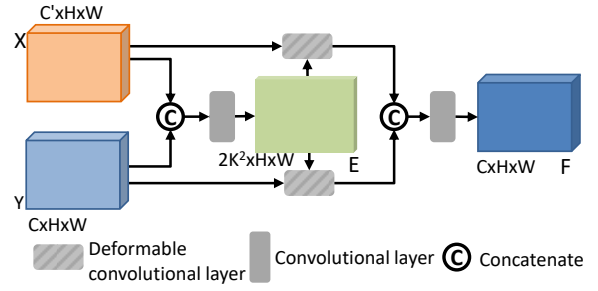 C'xHxW
X
C
C
2K²xHxW
E
CxHxW
F
Y
CxHxW
Deformable
convolutional layer
Convolutional layer
C
Concatenate